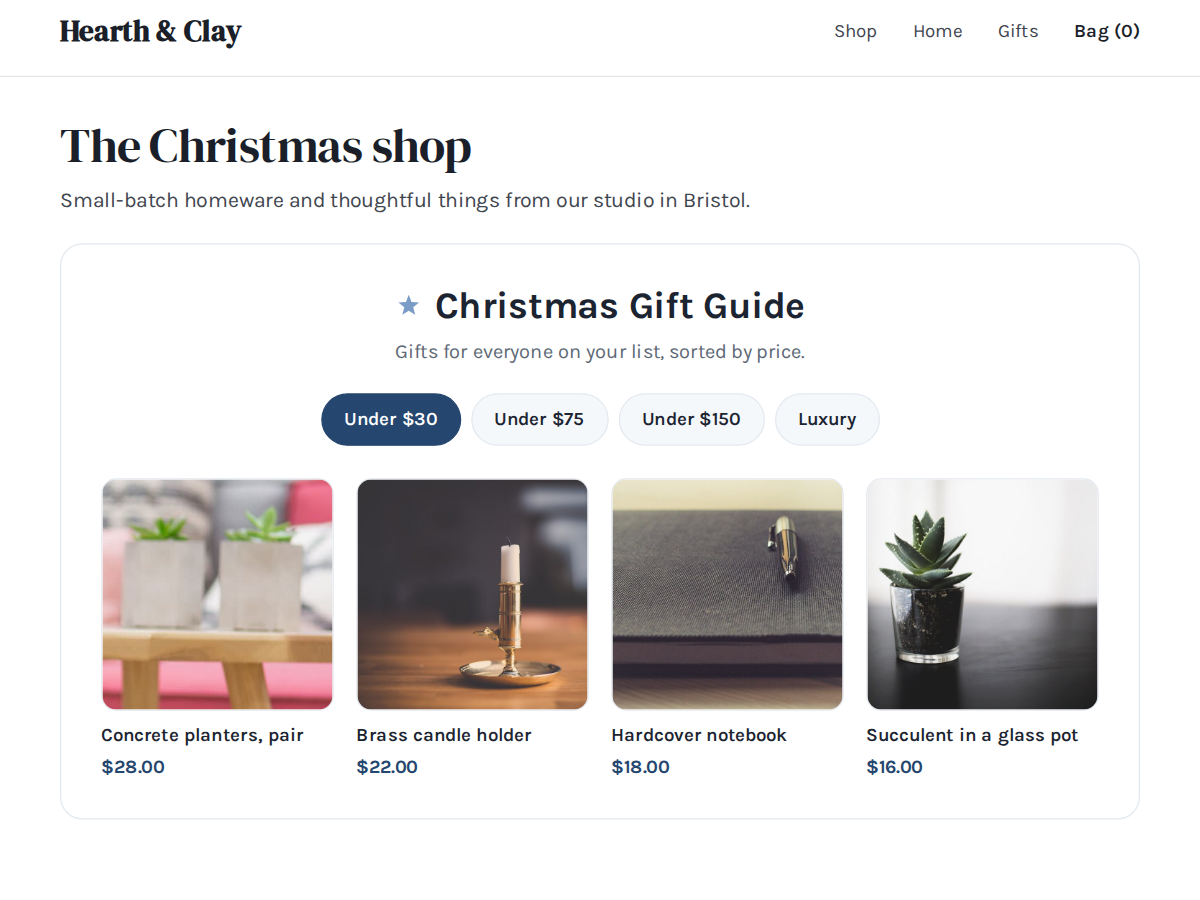 Hearth & Clay
Shop Home Gifts Bag (0)
The Christmas shop
Small-batch homeware and thoughtful things from our studio in Bristol.
Christmas Gift Guide
Gifts for everyone on your list, sorted by price.
Under $30 Under $75 Under $150 Luxury
Concrete planters, pair
$28.00
Brass candle holder
$22.00
Hardcover notebook
$18.00
Succulent in a glass pot
$16.00